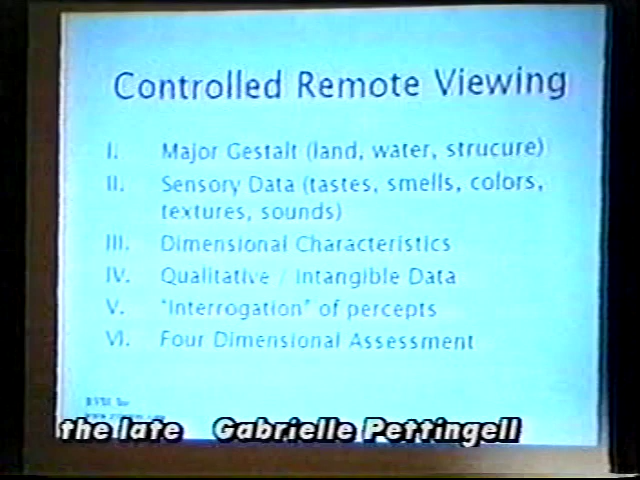 Controlled Remote Viewing
I. Major Gestalt (land, water, strucure)
II. Sensory Data (tastes, smells, colors,
textures, sounds)
III. Dimensional Characteristics
IV. Qualitative / Intangible Data
V. "Interrogation" of percepts
VI. Four Dimensional Assessment
the late Gabrielle Pettingell